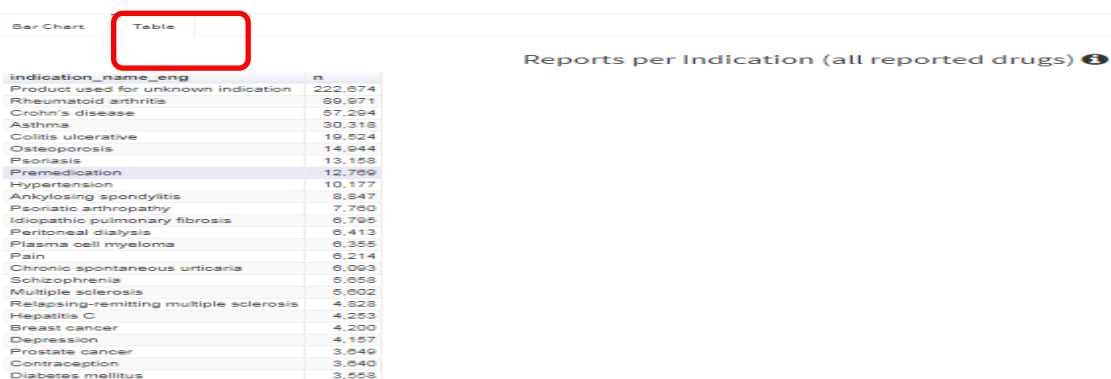 Bar Chart Table
Reports per Indication (all reported drugs)
indication_name_eng n
Product used for unknown indication 222,674
Rheumatoid arthritis 89,971
Crohn's disease 57,294
Asthma 30,318
Colitis ulcerative 19,524
Osteoporosis 14,944
Psoriasis 13,158
Premedication 12,769
Hypertension 10,177
Ankylosing spondylitis 8,847
Psoriatic arthropathy 7,760
Idiopathic pulmonary fibrosis 6,795
Peritoneal dialysis 6,413
Plasma cell myeloma 6,355
Pain 6,214
Chronic spontaneous urticaria 6,093
Schizophrenia 5,658
Multiple sclerosis 5,602
Relapsing-remitting multiple sclerosis 4,828
Hepatitis C 4,253
Breast cancer 4,200
Depression 4,157
Prostate cancer 3,649
Contraception 3,640
Diabetes mellitus 3,558